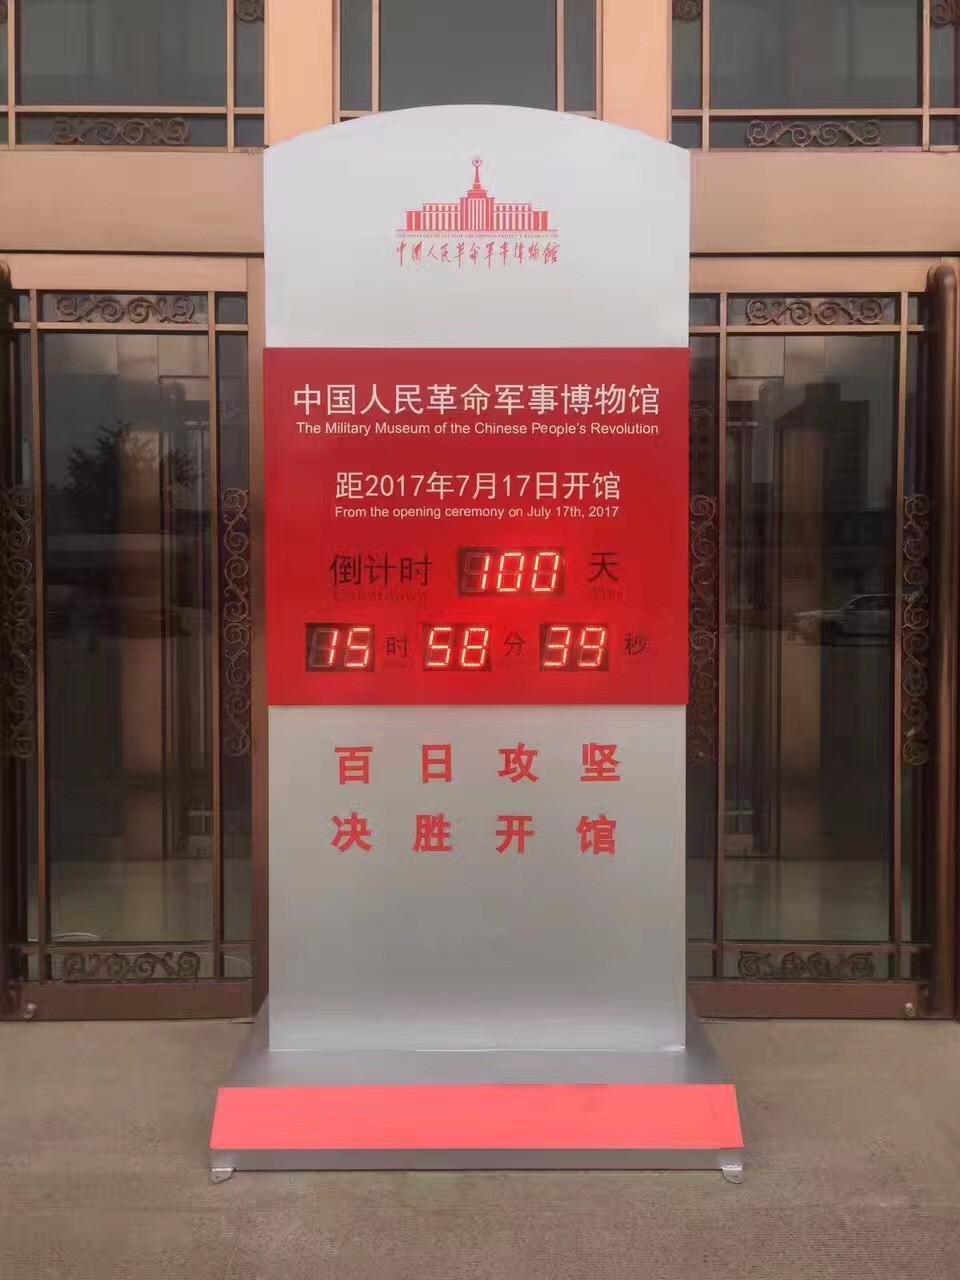 中国人民革命军事博物馆
中国人民革命军事博物馆
The Military Museum of the Chinese People's Revolution
距2017年7月17日开馆
From the opening ceremony on July 17th, 2017
倒计时 100 天
Countdown
15 时 58 分 39 秒
百日攻坚
决胜开馆